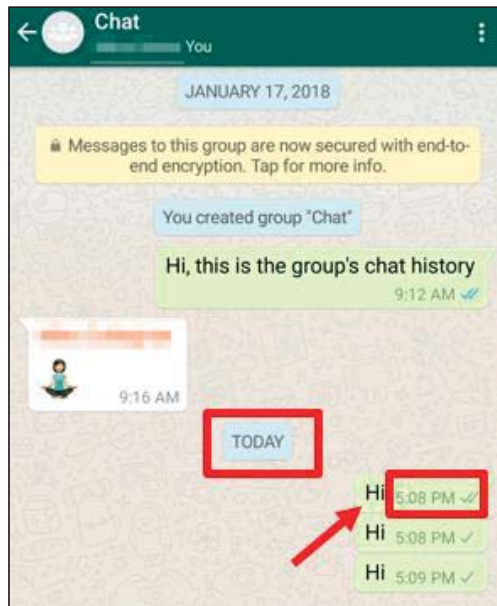 Chat
You
JANUARY 17, 2018
Messages to this group are now secured with end-to-
end encryption. Tap for more info.
You created group "Chat"
Hi, this is the group's chat history
9:12 AM
9:16 AM
TODAY
Hi 5:08 PM
Hi 5:08 PM
Hi 5:09 PM